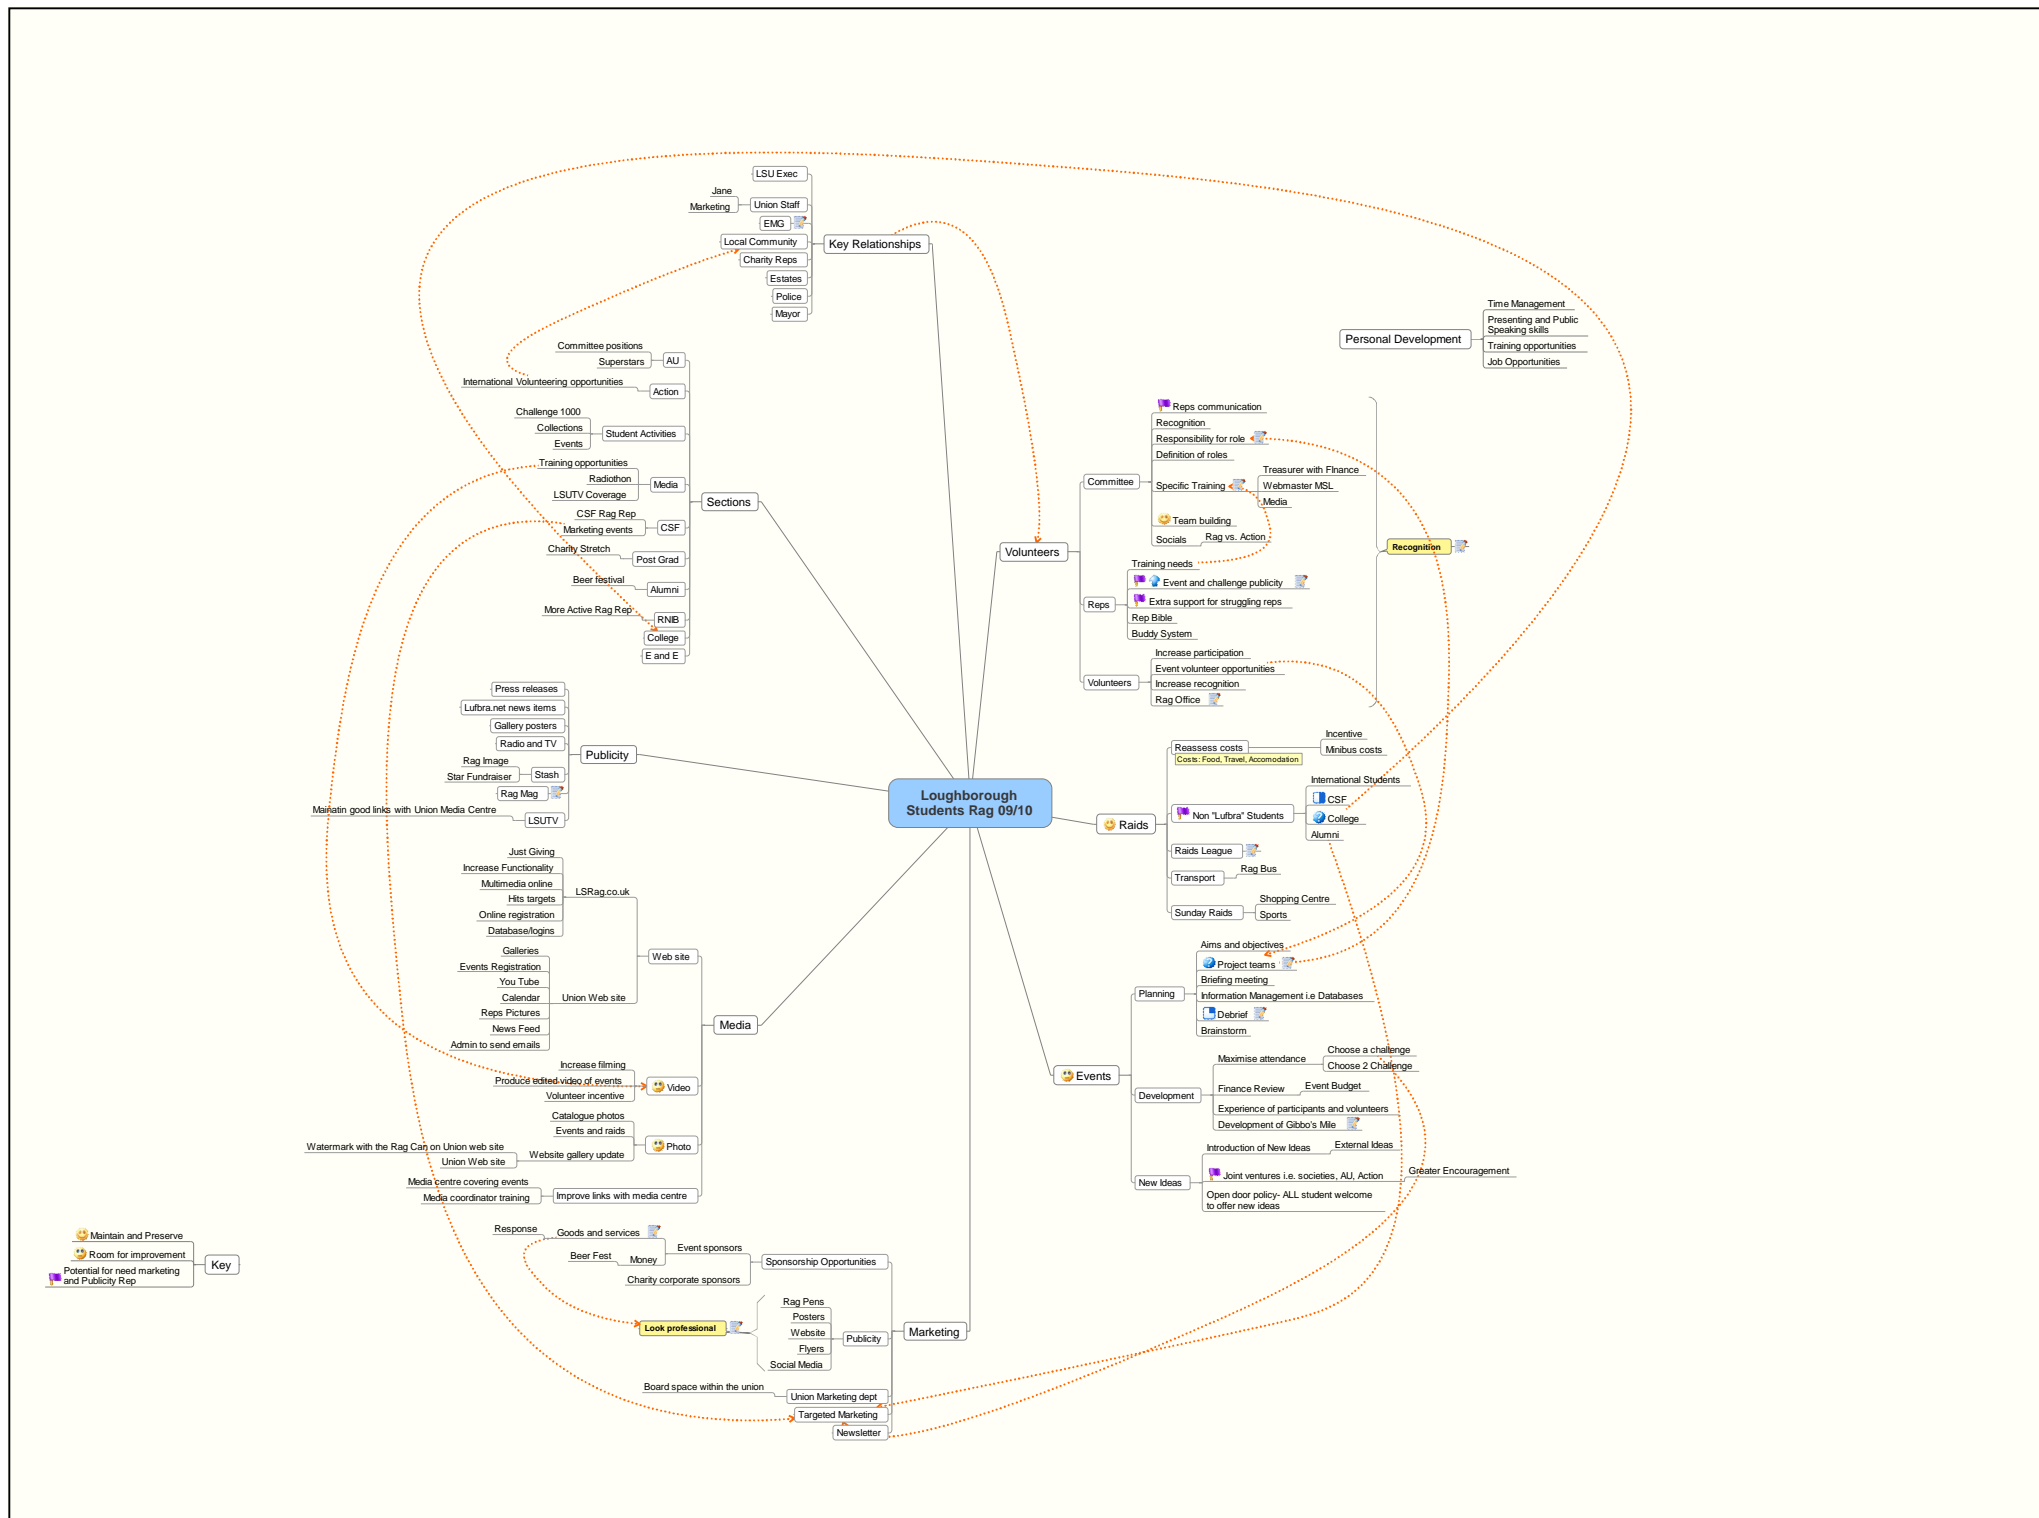 LSU Exec
Jane
Marketing
Union Staff
EMG
Local Community
Charity Reps
Estates
Police
Mayor
Key Relationships
Committee positions
Superstars
AU
International Volunteering opportunities
Action
Challenge 1000
Collections
Events
Student Activities
Training opportunities
Radiothon
LSUTV Coverage
Media
CSF Rag Rep
Marketing events
CSF
Charity Stretch
Post Grad
Beer festival
Alumni
More Active Rag Rep
RNIB
College
E and E
Sections
Press releases
Lufbra.net news items
Gallery posters
Radio and TV
Rag Image
Star Fundraiser
Stash
Rag Mag
Mainatin good links with Union Media Centre
LSUTV
Publicity
Just Giving
Increase Functionality
Multimedia online
Hits targets
Online registration
Database/logins
LSRag.co.uk
Galleries
Events Registration
You Tube
Calendar
Reps Pictures
News Feed
Admin to send emails
Union Web site
Web site
Increase filming
Produce edited video of events
Volunteer incentive
Video
Catalogue photos
Events and raids
Watermark with the Rag Can on Union web site
Union Web site
Website gallery update
Photo
Media centre covering events
Media coordinator training
Improve links with media centre
Media
Response
Goods and services
Beer Fest
Money
Event sponsors
Charity corporate sponsors
Sponsorship Opportunities
Rag Pens
Posters
Website
Flyers
Social Media
Publicity
Look professional
Board space within the union
Union Marketing dept
Targeted Marketing
Newsletter
Marketing
Maintain and Preserve
Room for improvement
Potential for need marketing
and Publicity Rep
Key
Loughborough
Students Rag 09/10
Personal Development
Time Management
Presenting and Public
Speaking skills
Training opportunities
Job Opportunities
Volunteers
Committee
Reps communication
Recognition
Responsibility for role
Definition of roles
Specific Training
Treasurer with FInance
Webmaster MSL
Media
Team building
Socials
Rag vs. Action
Reps
Training needs
Event and challenge publicity
Extra support for struggling reps
Rep Bible
Buddy System
Volunteers
Increase participation
Event volunteer opportunities
Increase recognition
Rag Office
Recognition
Raids
Reassess costs
Costs: Food, Travel, Accomodation
Incentive
Minibus costs
Non "Lufbra" Students
International Students
CSF
College
Alumni
Raids League
Transport
Rag Bus
Sunday Raids
Shopping Centre
Sports
Events
Planning
Aims and objectives
Project teams
Briefing meeting
Information Management i.e Databases
Debrief
Brainstorm
Development
Maximise attendance
Choose a challenge
Choose 2 Challenge
Finance Review
Event Budget
Experience of participants and volunteers
Development of Gibbo's Mile
New Ideas
Introduction of New Ideas
External Ideas
Joint ventures i.e. societies, AU, Action
Greater Encouragement
Open door policy- ALL student welcome
to offer new ideas